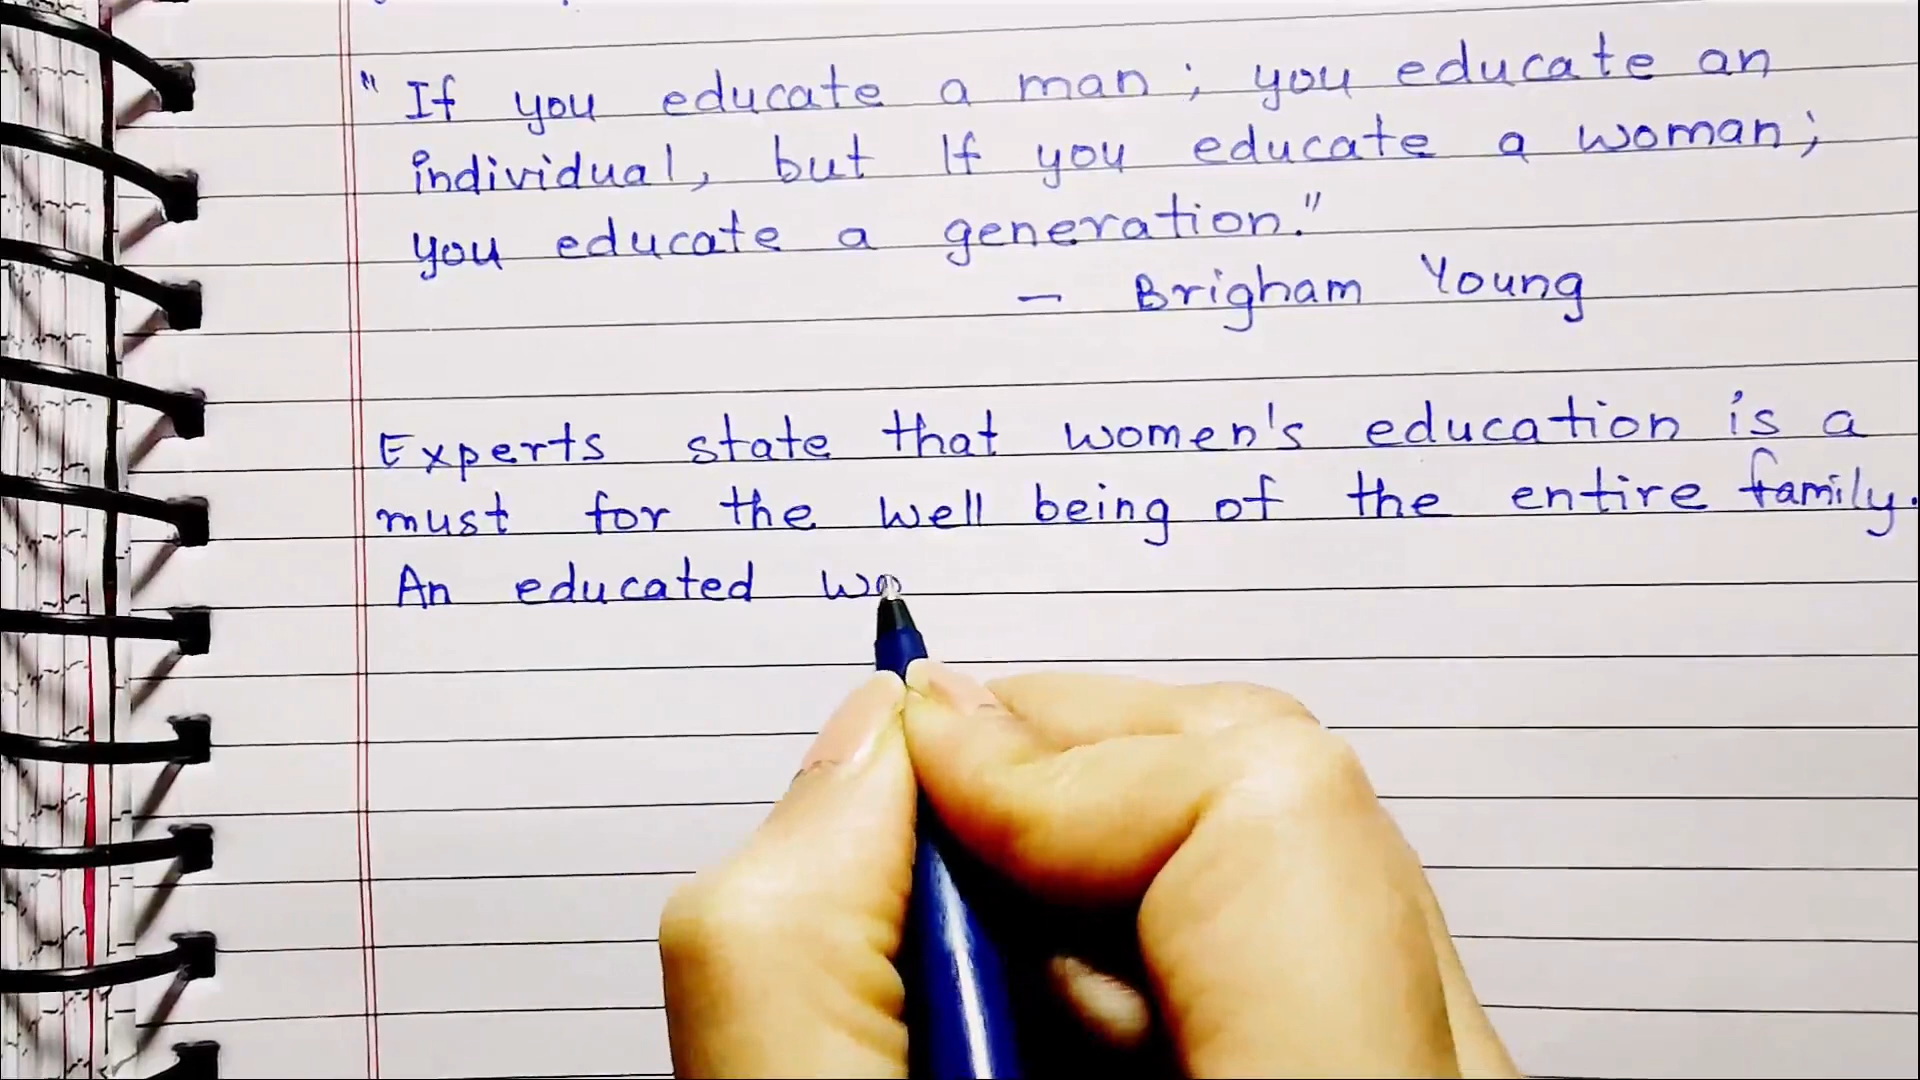 "If you educate a man; you educate an
individual, but If you educate a woman;
you educate a generation."
- Brigham Young
Experts state that women's education is a
must for the well being of the entire family.
An educated wo